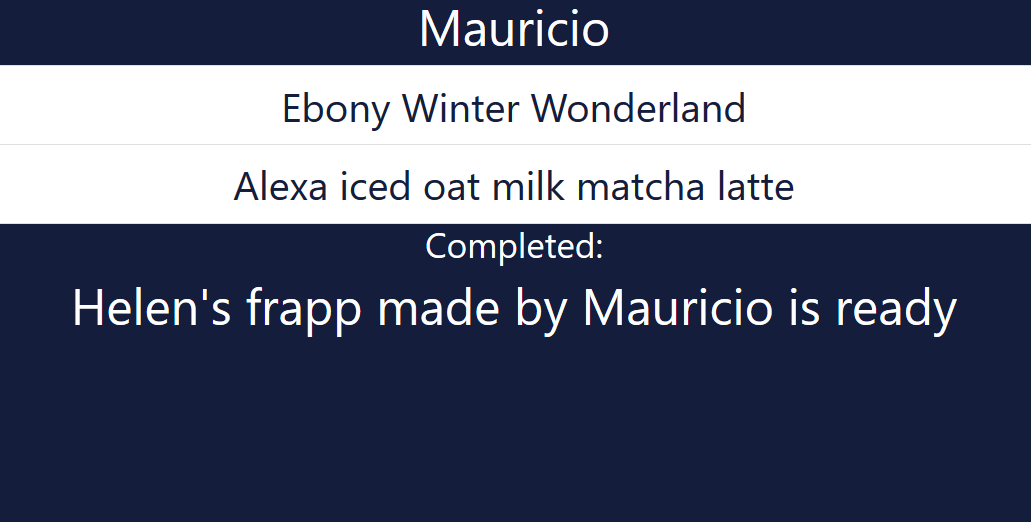 Mauricio
Ebony Winter Wonderland
Alexa iced oat milk matcha latte
Completed:
Helen's frapp made by Mauricio is ready